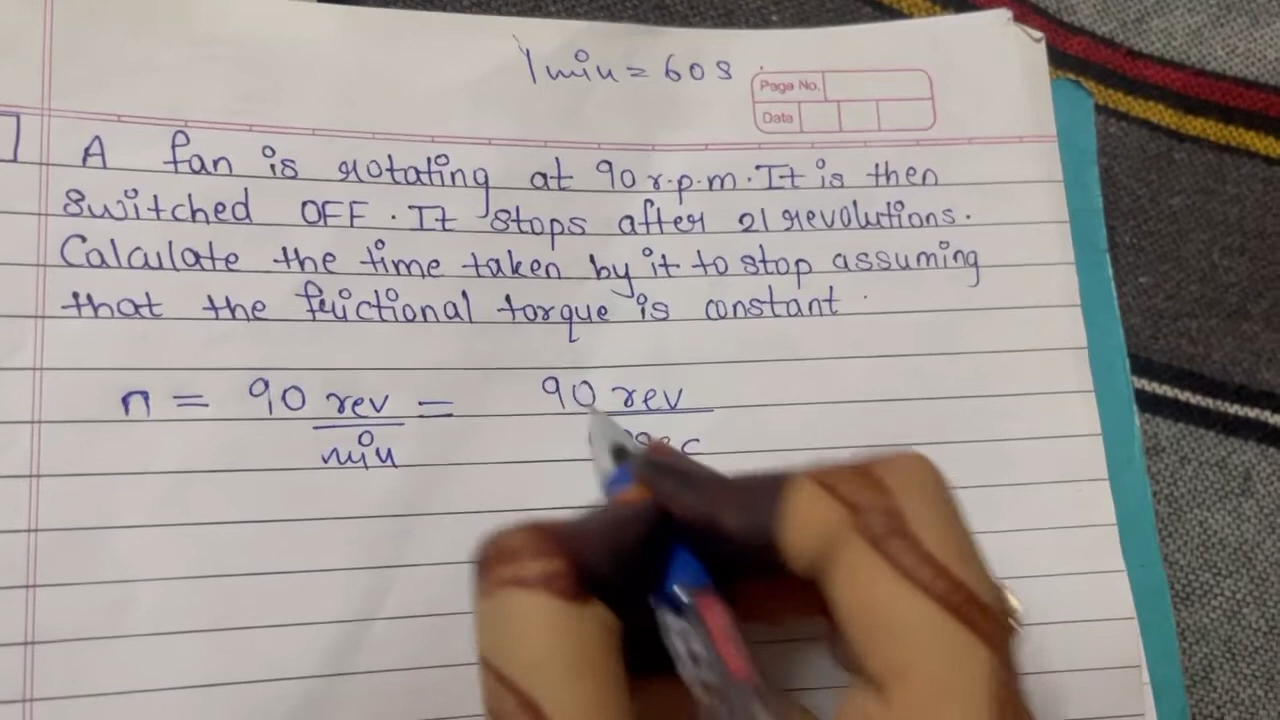 1 min = 60s
Page No.
Date
A fan is rotating at 90 r.p.m. It is then
switched OFF. It stops after 21 revolutions.
Calculate the time taken by it to stop assuming
that the frictional torque is constant.
n = 90 rev/min = 90 rev